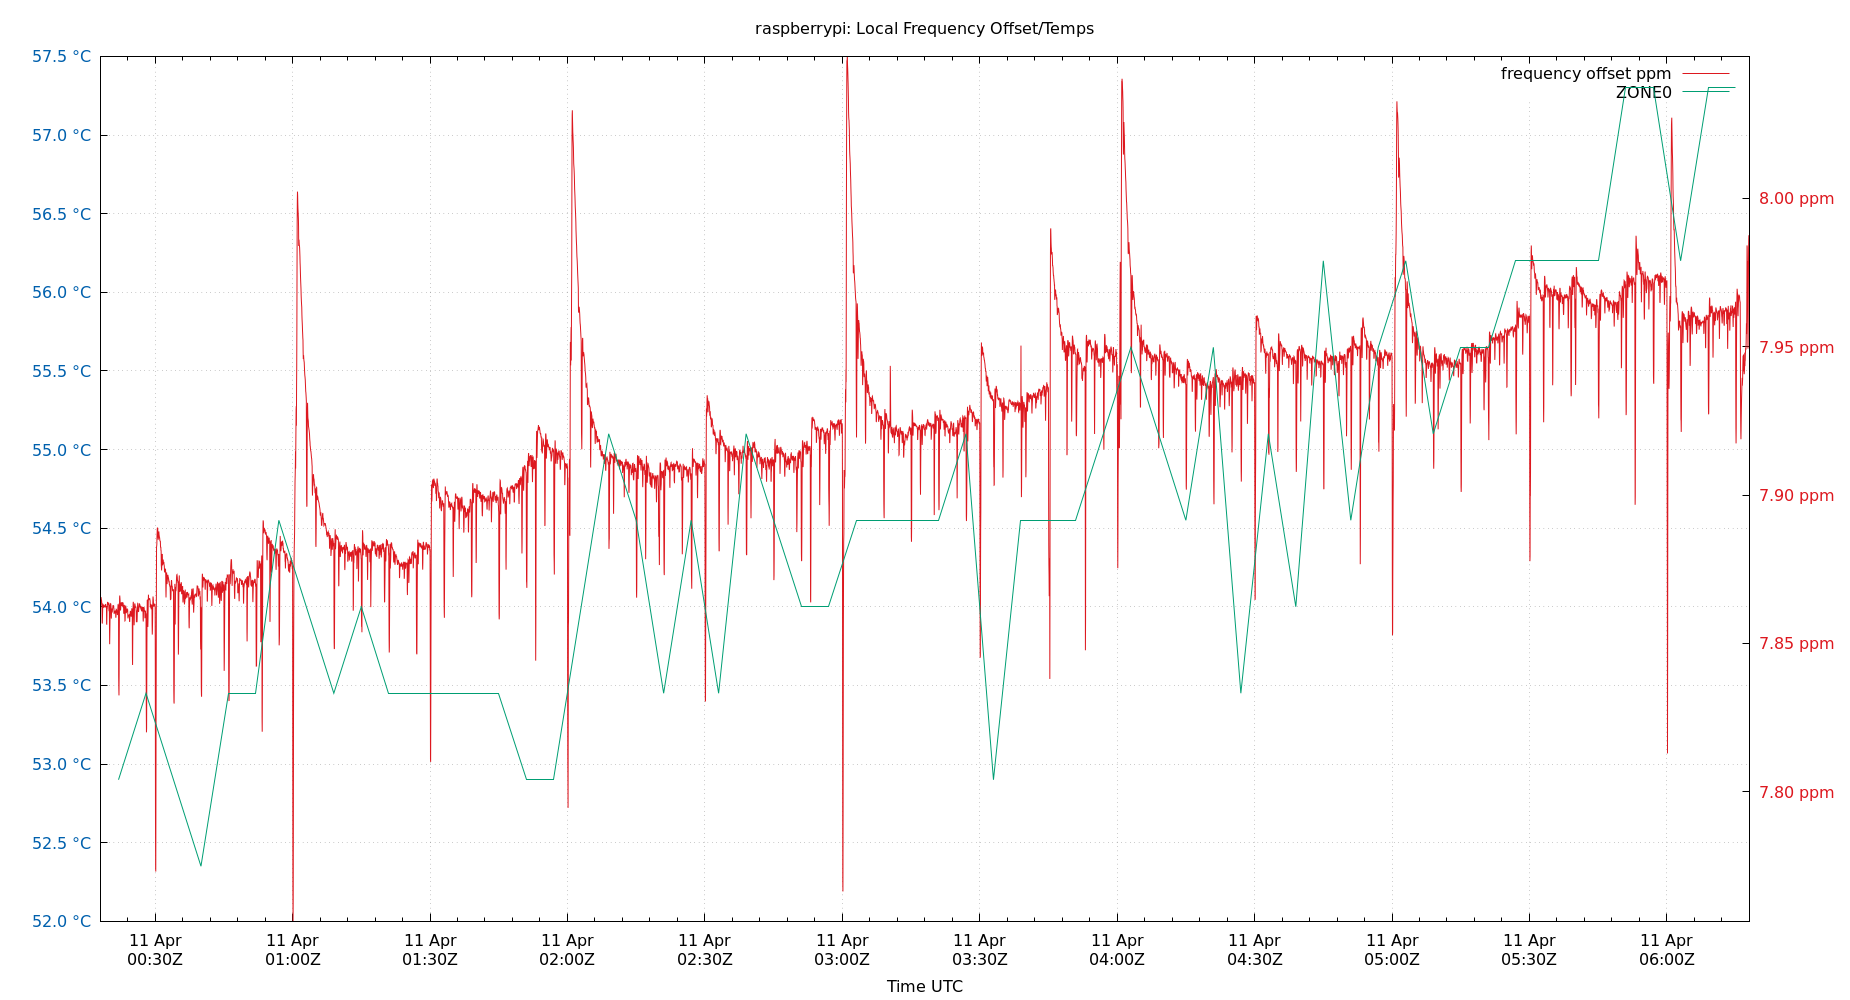 raspberrypi: Local Frequency Offset/Temps
57.5 °C
57.0 °C
56.5 °C
56.0 °C
55.5 °C
55.0 °C
54.5 °C
54.0 °C
53.5 °C
53.0 °C
52.5 °C
52.0 °C
frequency offset ppm
ZONE0
8.00 ppm
7.95 ppm
7.90 ppm
7.85 ppm
7.80 ppm
11 Apr 11 Apr 11 Apr 11 Apr 11 Apr 11 Apr 11 Apr 11 Apr 11 Apr 11 Apr 11 Apr 11 Apr
00:30Z 01:00Z 01:30Z 02:00Z 02:30Z 03:00Z 03:30Z 04:00Z 04:30Z 05:00Z 05:30Z 06:00Z
Time UTC